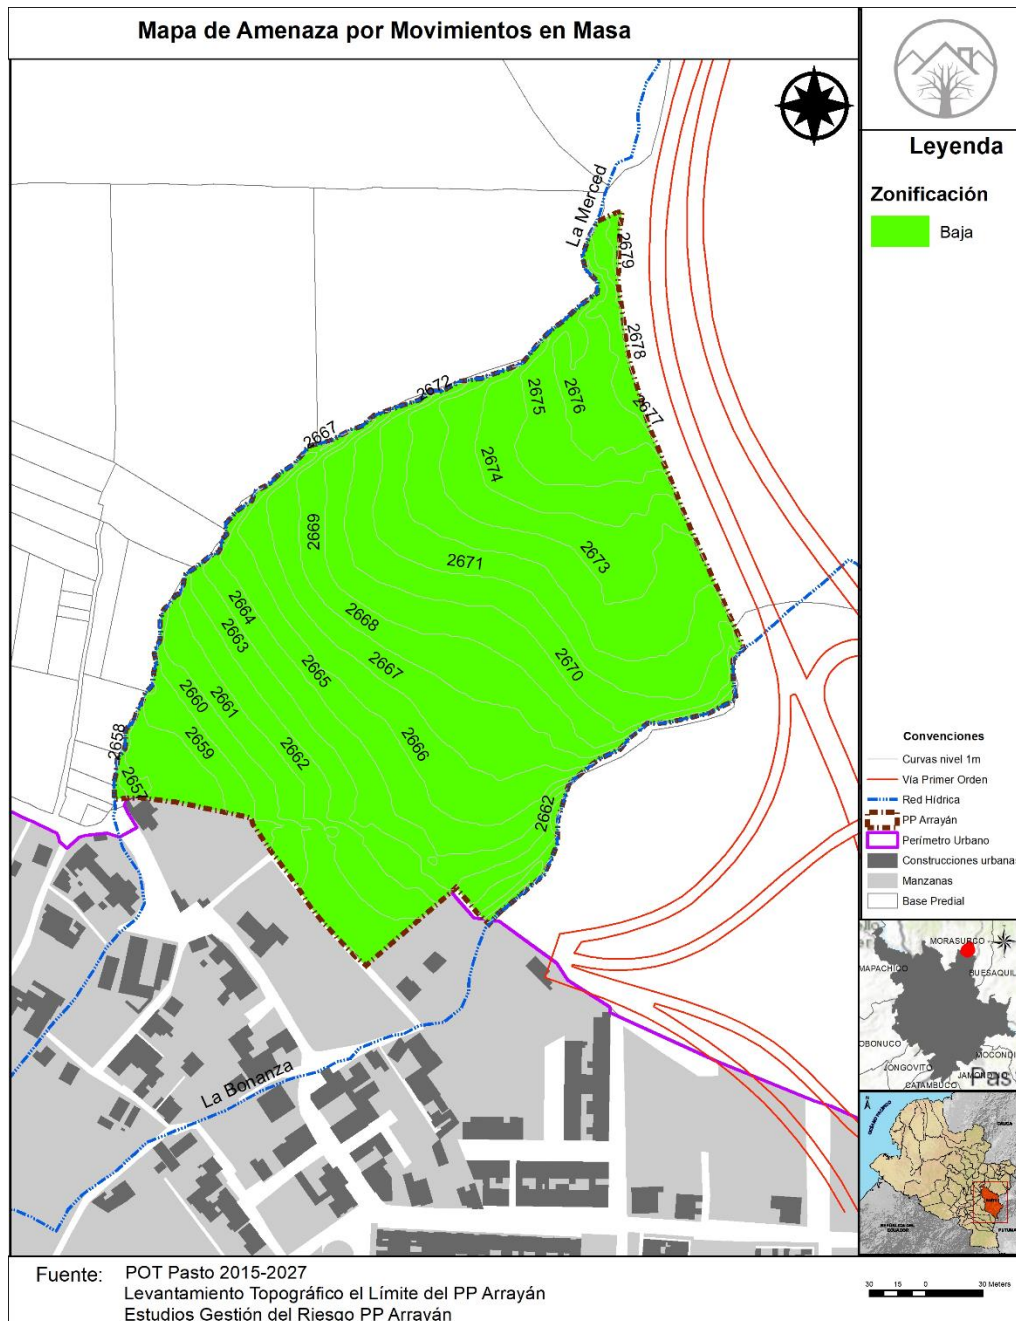 Mapa de Amenaza por Movimientos en Masa
Leyenda
Zonificación
Baja
La Merced
2679
2678
2677
2672
2675
2676
2667
2674
2669
2671
2673
2664
2663
2668
2665
2667
2670
2660
2661
2666
2658
2659
2662
2657
2662
La Bonanza
Convenciones
Curvas nivel 1m
Vía Primer Orden
Red Hídrica
PP Arrayán
Perímetro Urbano
Construcciones urbanas
Manzanas
Base Predial
MORASURCO
MAPACHICO
BUESAQUIL
OBONUCO
MOCONDI
JONGOVITO
CATAMBUCO
Pas
Fuente: POT Pasto 2015-2027
Levantamiento Topográfico el Límite del PP Arrayán
Estudios Gestión del Riesgo PP Arrayán
30 15 0 30 Meters